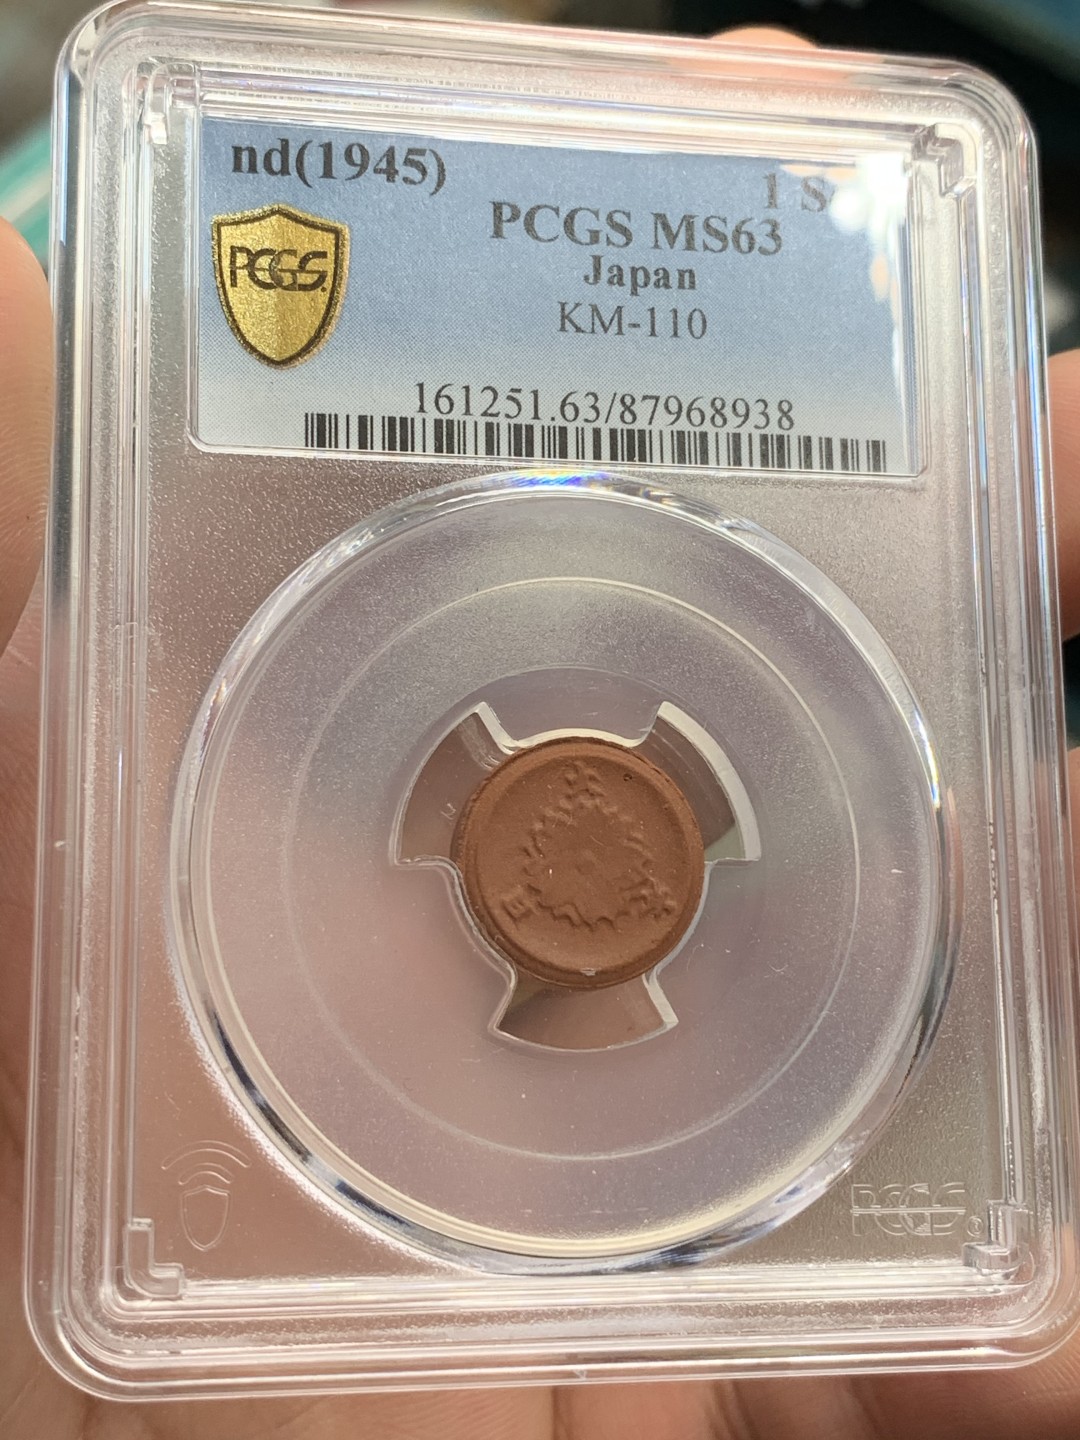 nd(1945)
1 S
PCGS MS63
Japan
KM-110
PCGS.
161251.63/87968938
PCGS